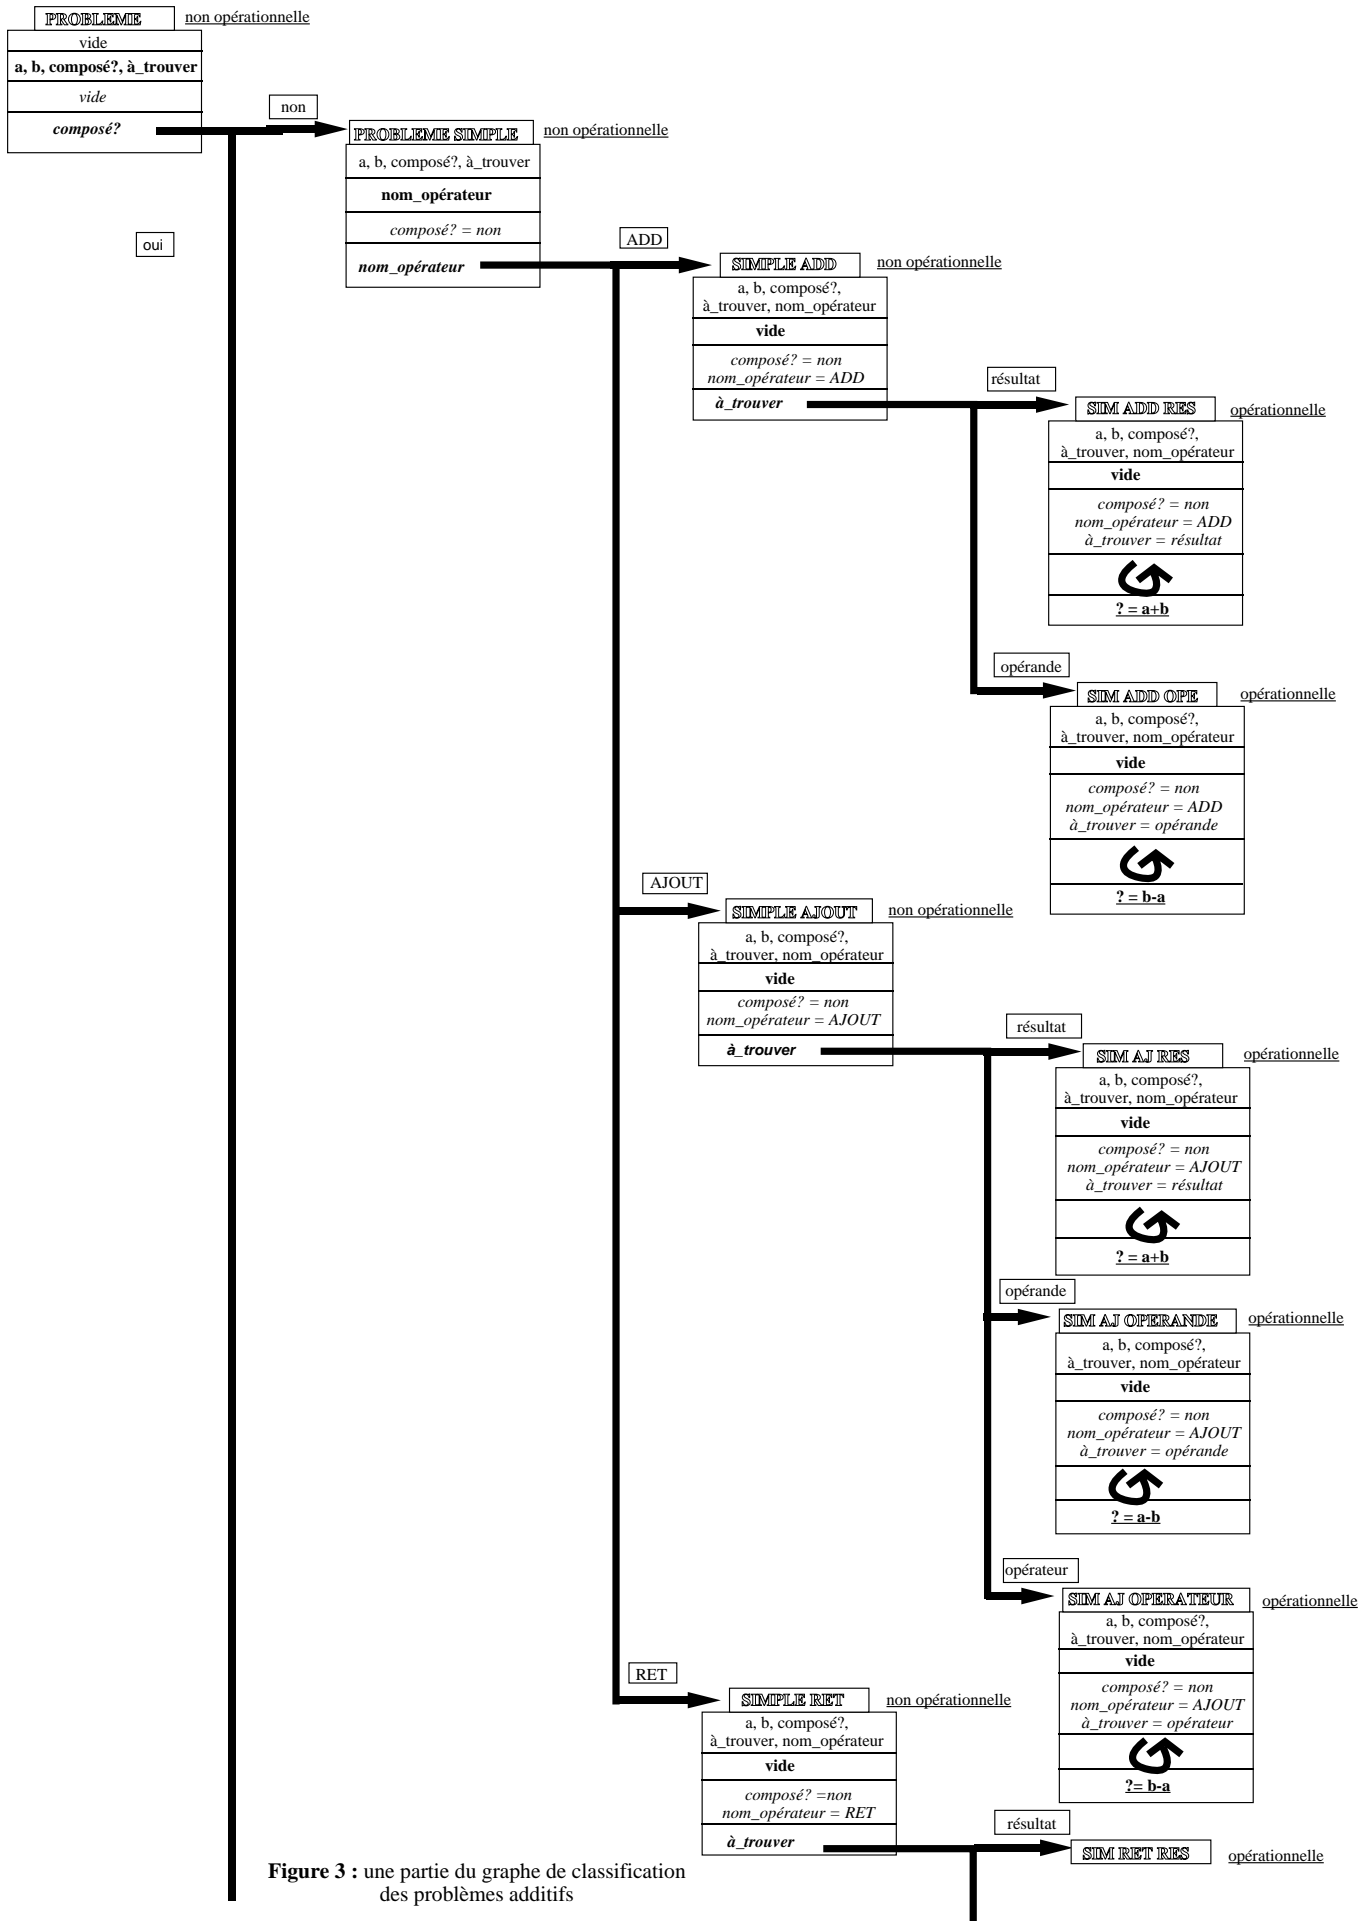 PROBLEME
non opérationnelle
vide
a, b, composé?, à_trouver
vide
composé?
non
oui
PROBLEME SIMPLE
non opérationnelle
a, b, composé?, à_trouver
nom_opérateur
composé? = non
nom_opérateur
ADD
SIMPLE ADD
non opérationnelle
a, b, composé?,
à_trouver, nom_opérateur
vide
composé? = non
nom_opérateur = ADD
à_trouver
résultat
SIM ADD RES
opérationnelle
a, b, composé?,
à_trouver, nom_opérateur
vide
composé? = non
nom_opérateur = ADD
à_trouver = résultat
? = a+b
opérande
SIM ADD OPE
opérationnelle
a, b, composé?,
à_trouver, nom_opérateur
vide
composé? = non
nom_opérateur = ADD
à_trouver = opérande
? = b-a
AJOUT
SIMPLE AJOUT
non opérationnelle
a, b, composé?,
à_trouver, nom_opérateur
vide
composé? = non
nom_opérateur = AJOUT
à_trouver
résultat
SIM AJ RES
opérationnelle
a, b, composé?,
à_trouver, nom_opérateur
vide
composé? = non
nom_opérateur = AJOUT
à_trouver = résultat
? = a+b
opérande
SIM AJ OPERANDE
opérationnelle
a, b, composé?,
à_trouver, nom_opérateur
vide
composé? = non
nom_opérateur = AJOUT
à_trouver = opérande
? = a-b
opérateur
SIM AJ OPERATEUR
opérationnelle
a, b, composé?,
à_trouver, nom_opérateur
vide
composé? = non
nom_opérateur = AJOUT
à_trouver = opérateur
?= b-a
RET
SIMPLE RET
non opérationnelle
a, b, composé?,
à_trouver, nom_opérateur
vide
composé? =non
nom_opérateur = RET
à_trouver
résultat
SIM RET RES
opérationnelle
Figure 3 : une partie du graphe de classification
des problèmes additifs